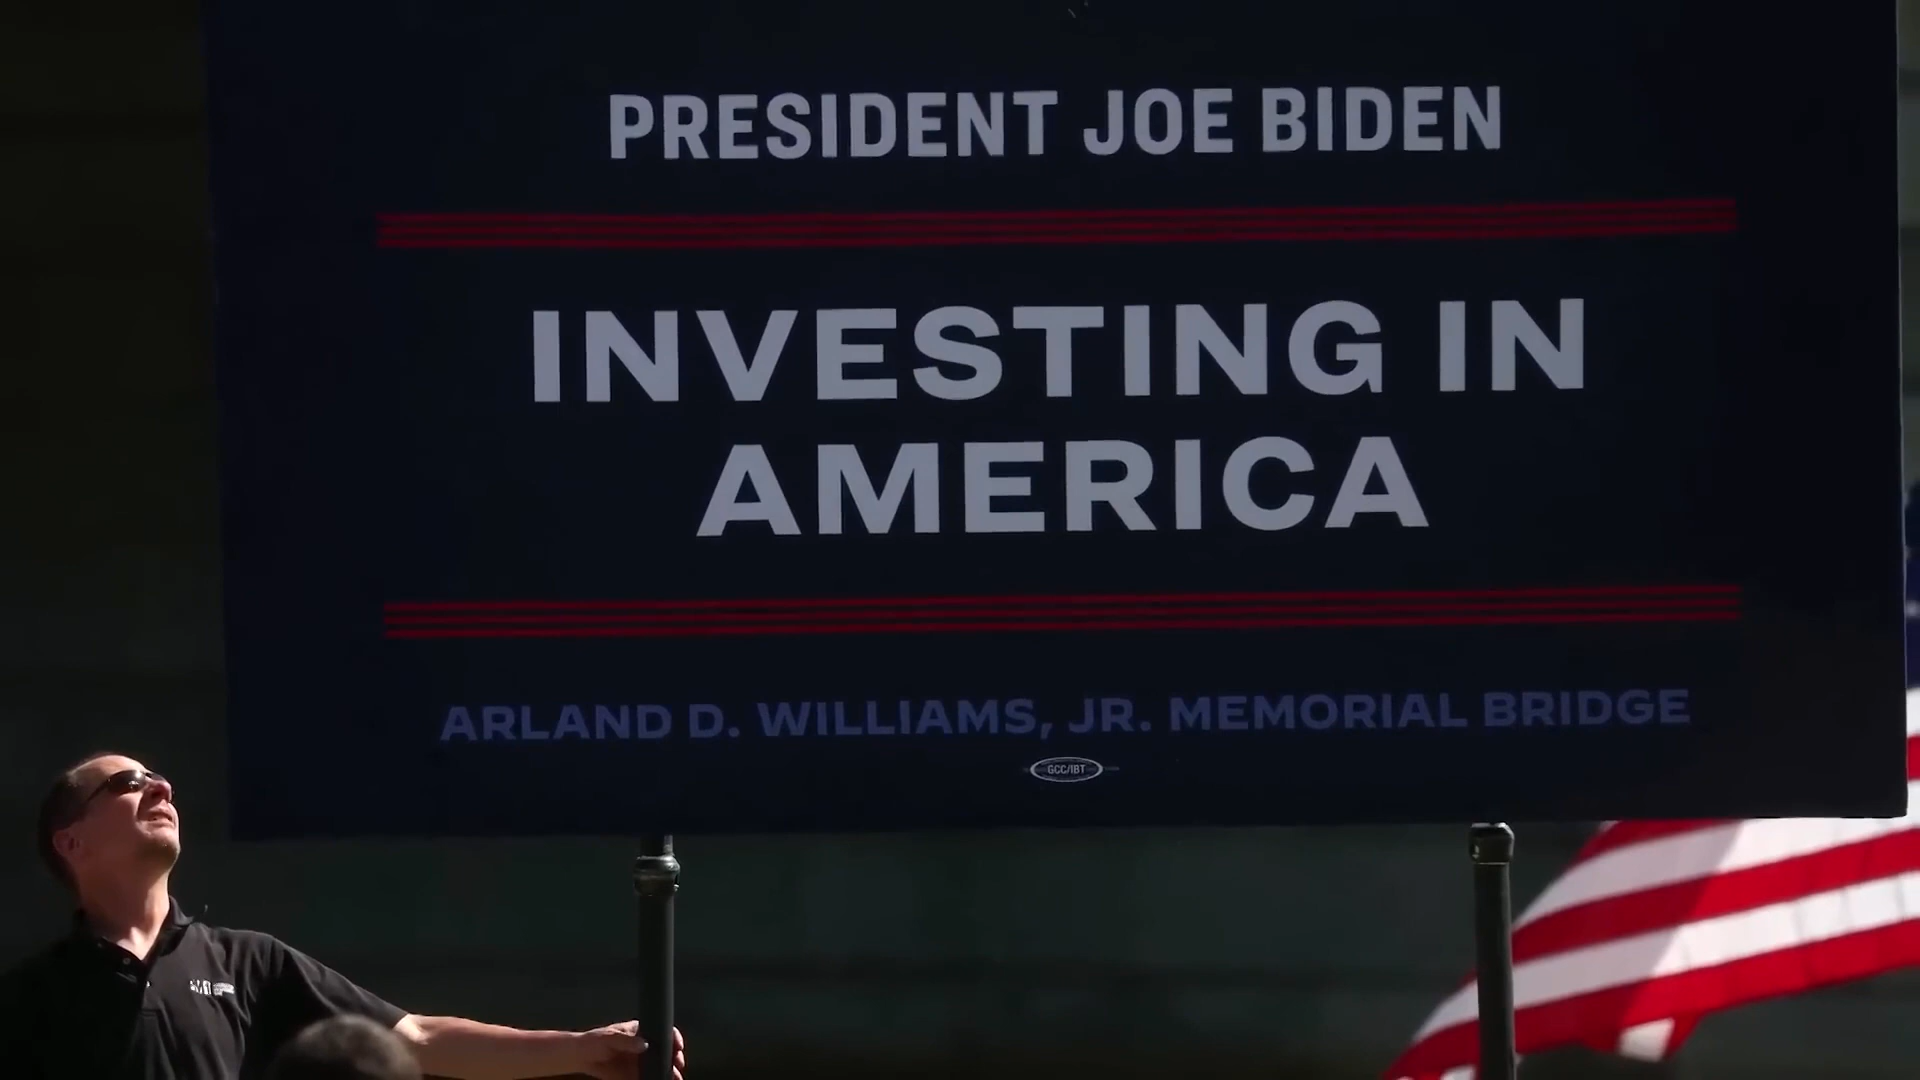 PRESIDENT JOE BIDEN
INVESTING IN
AMERICA
ARLAND D. WILLIAMS, JR. MEMORIAL BRIDGE
GCC/IBT